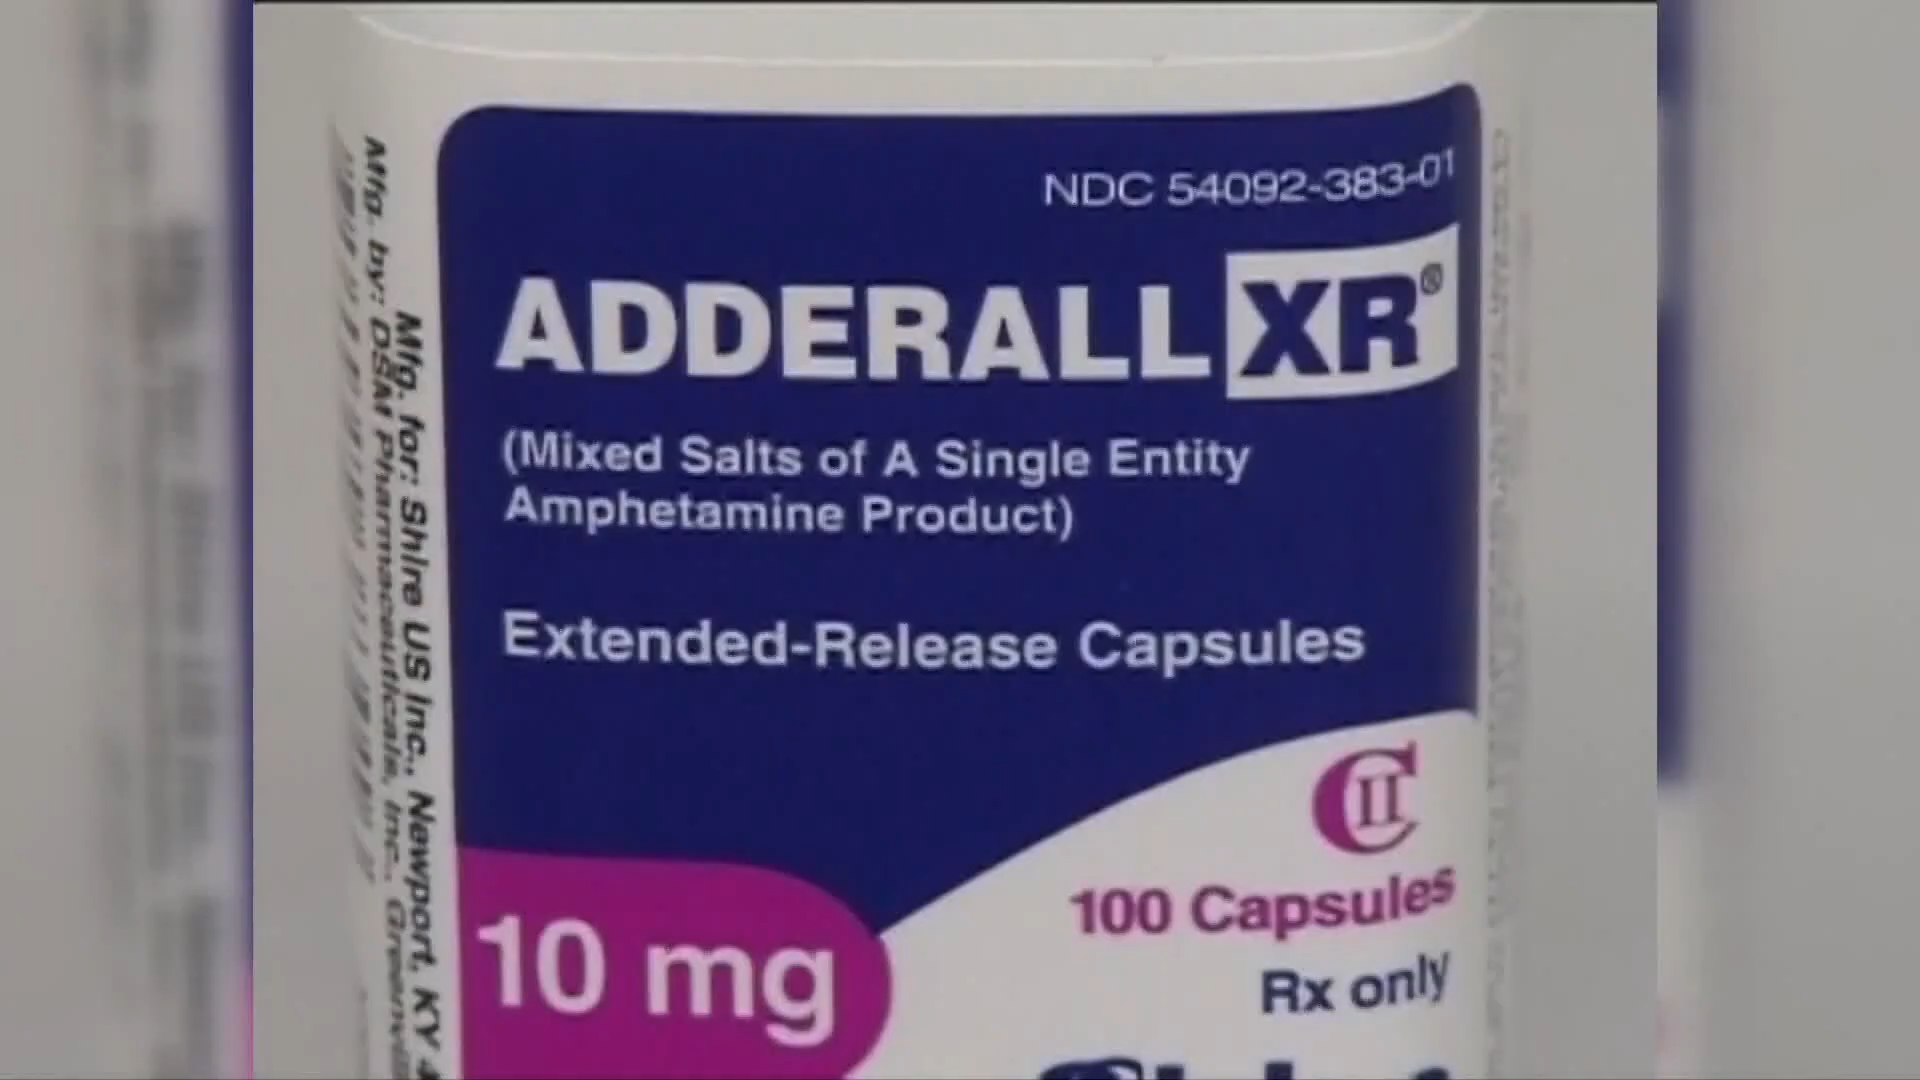 NDC 54092-383-01
ADDERALL XR®
(Mixed Salts of A Single Entity
Amphetamine Product)
Extended-Release Capsules
CII
100 Capsules
Rx only
10 mg
Mfg. for: Shire US Inc., Newport, KY
Mfg. by: DSM Pharmaceuticals, Inc.,